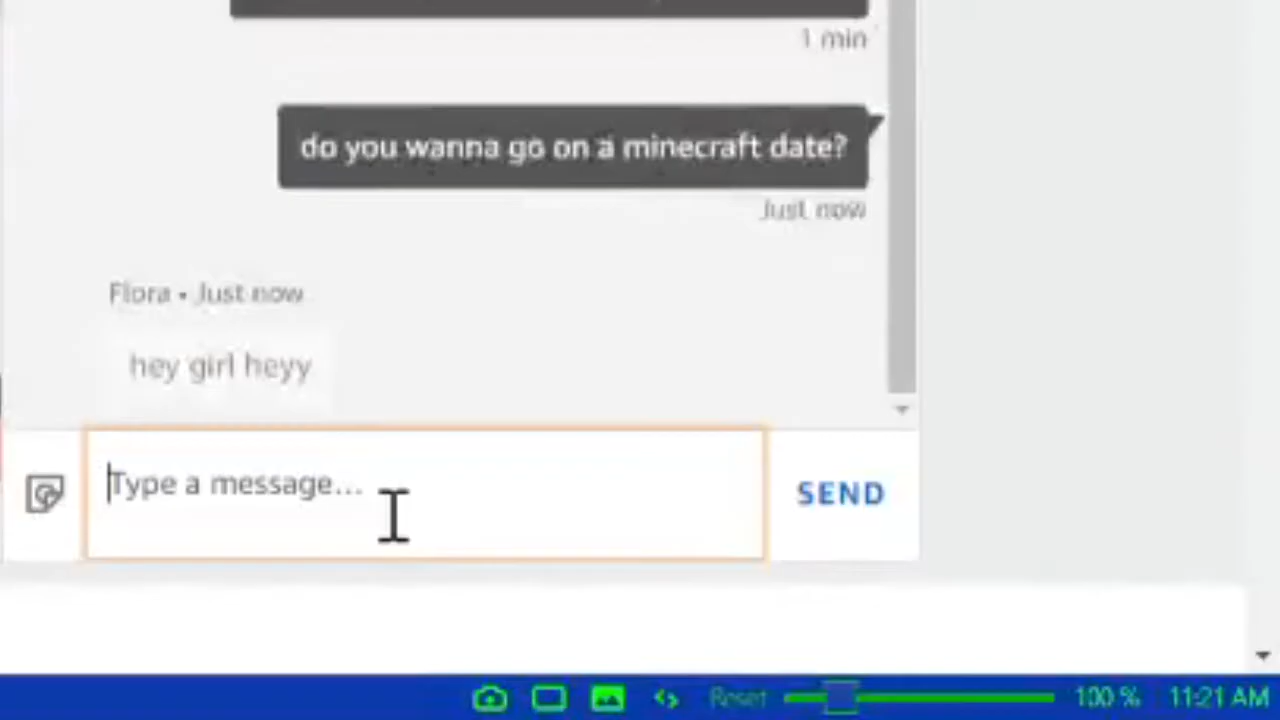 1 min
do you wanna go on a minecraft date?
Just now
Flora • Just now
hey girl heyy
Type a message...
SEND
Reset 100 % 11:21 AM